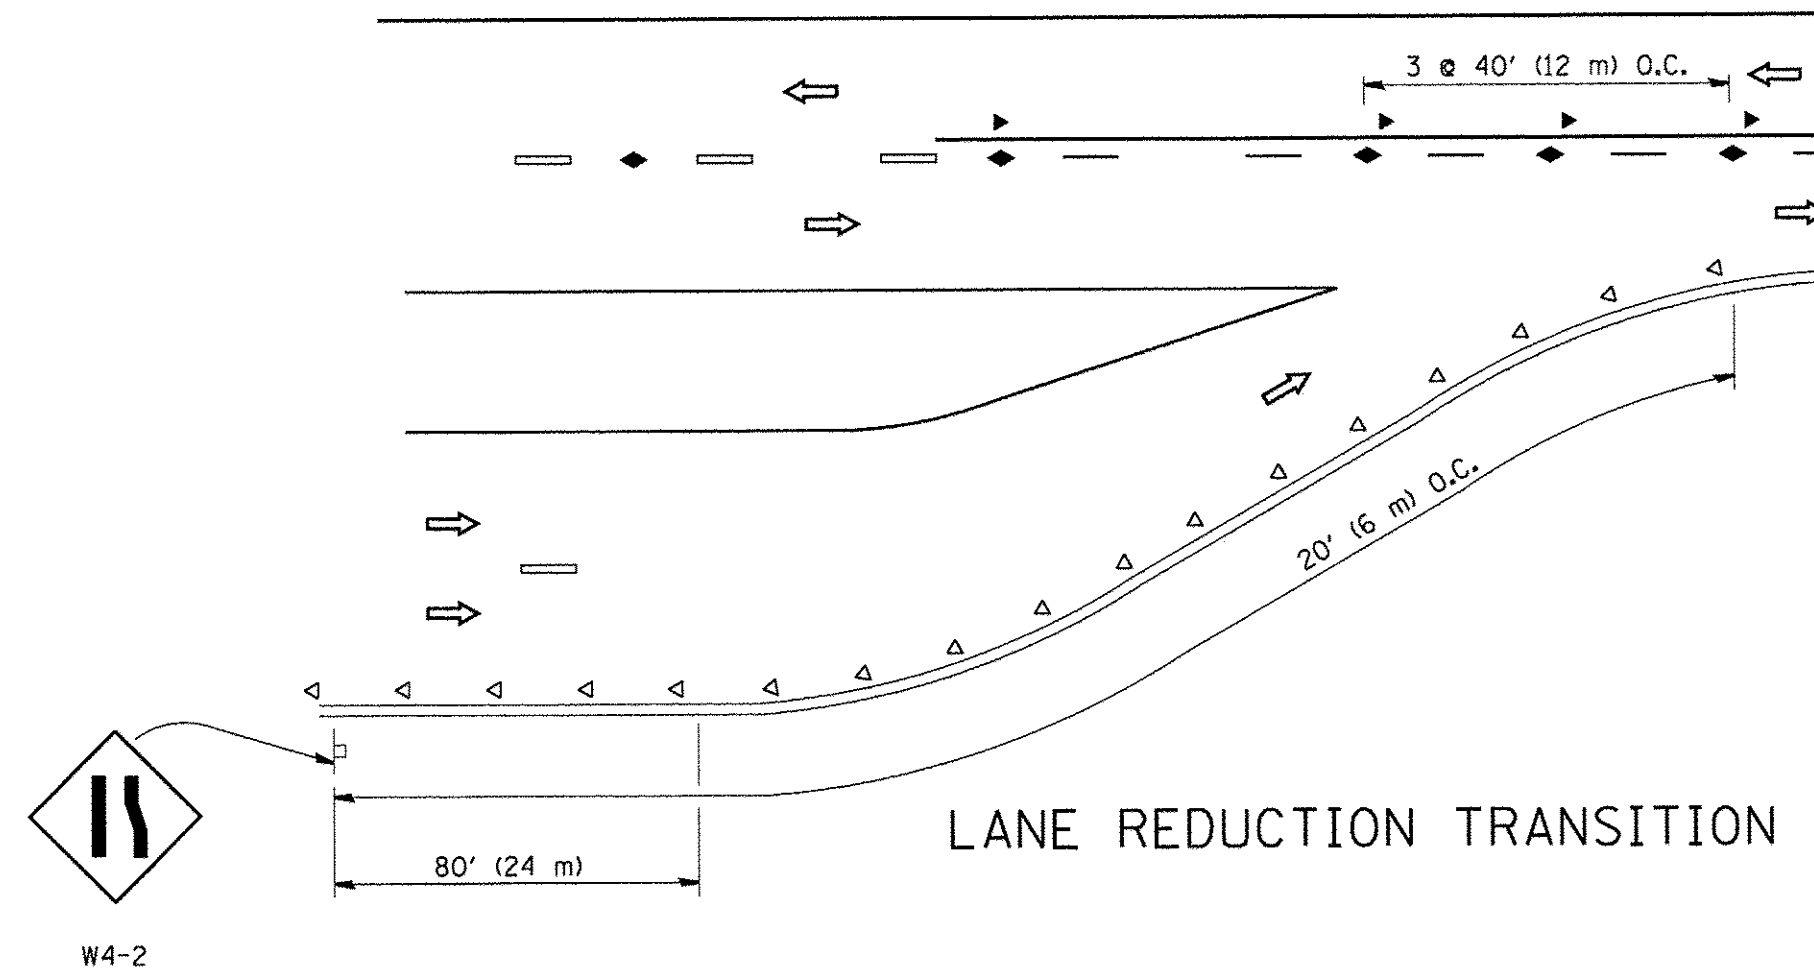 3 @ 40' (12 m) O.C.
20' (6 m) O.C.
LANE REDUCTION TRANSITION
80' (24 m)
W4-2